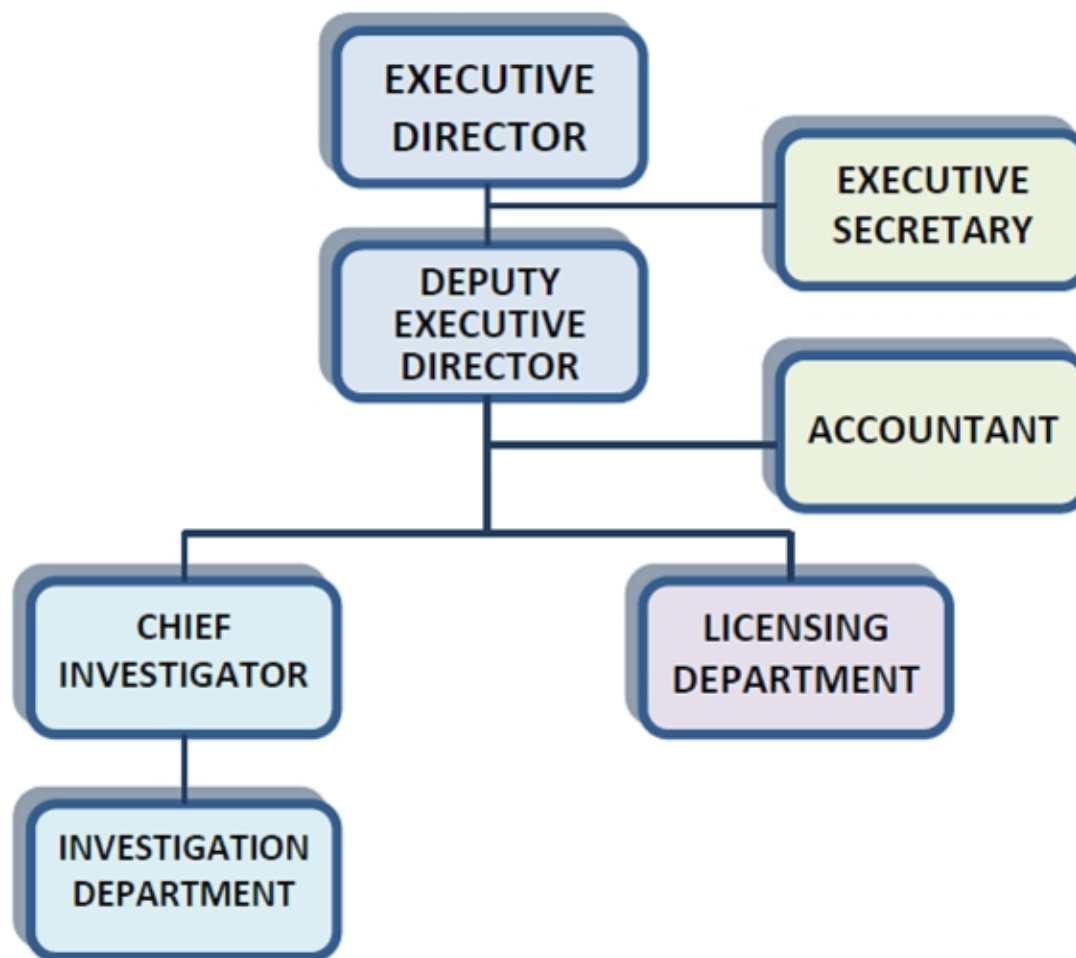 EXECUTIVE
DIRECTOR
EXECUTIVE
SECRETARY
DEPUTY
EXECUTIVE
DIRECTOR
ACCOUNTANT
CHIEF
INVESTIGATOR
LICENSING
DEPARTMENT
INVESTIGATION
DEPARTMENT